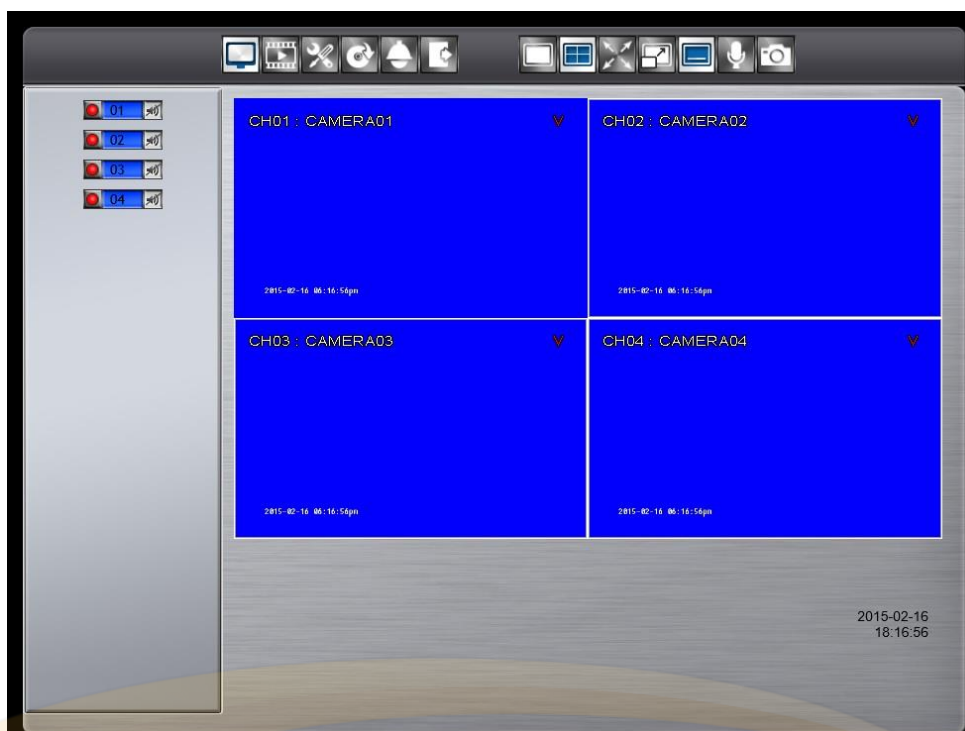 01
02
03
04
CH01 : CAMERA01 V
CH02 : CAMERA02 V
2015-02-16 06:16:56pm
2015-02-16 06:16:56pm
CH03 : CAMERA03 V
CH04 : CAMERA04 V
2015-02-16 06:16:56pm
2015-02-16 06:16:56pm
2015-02-16
18:16:56